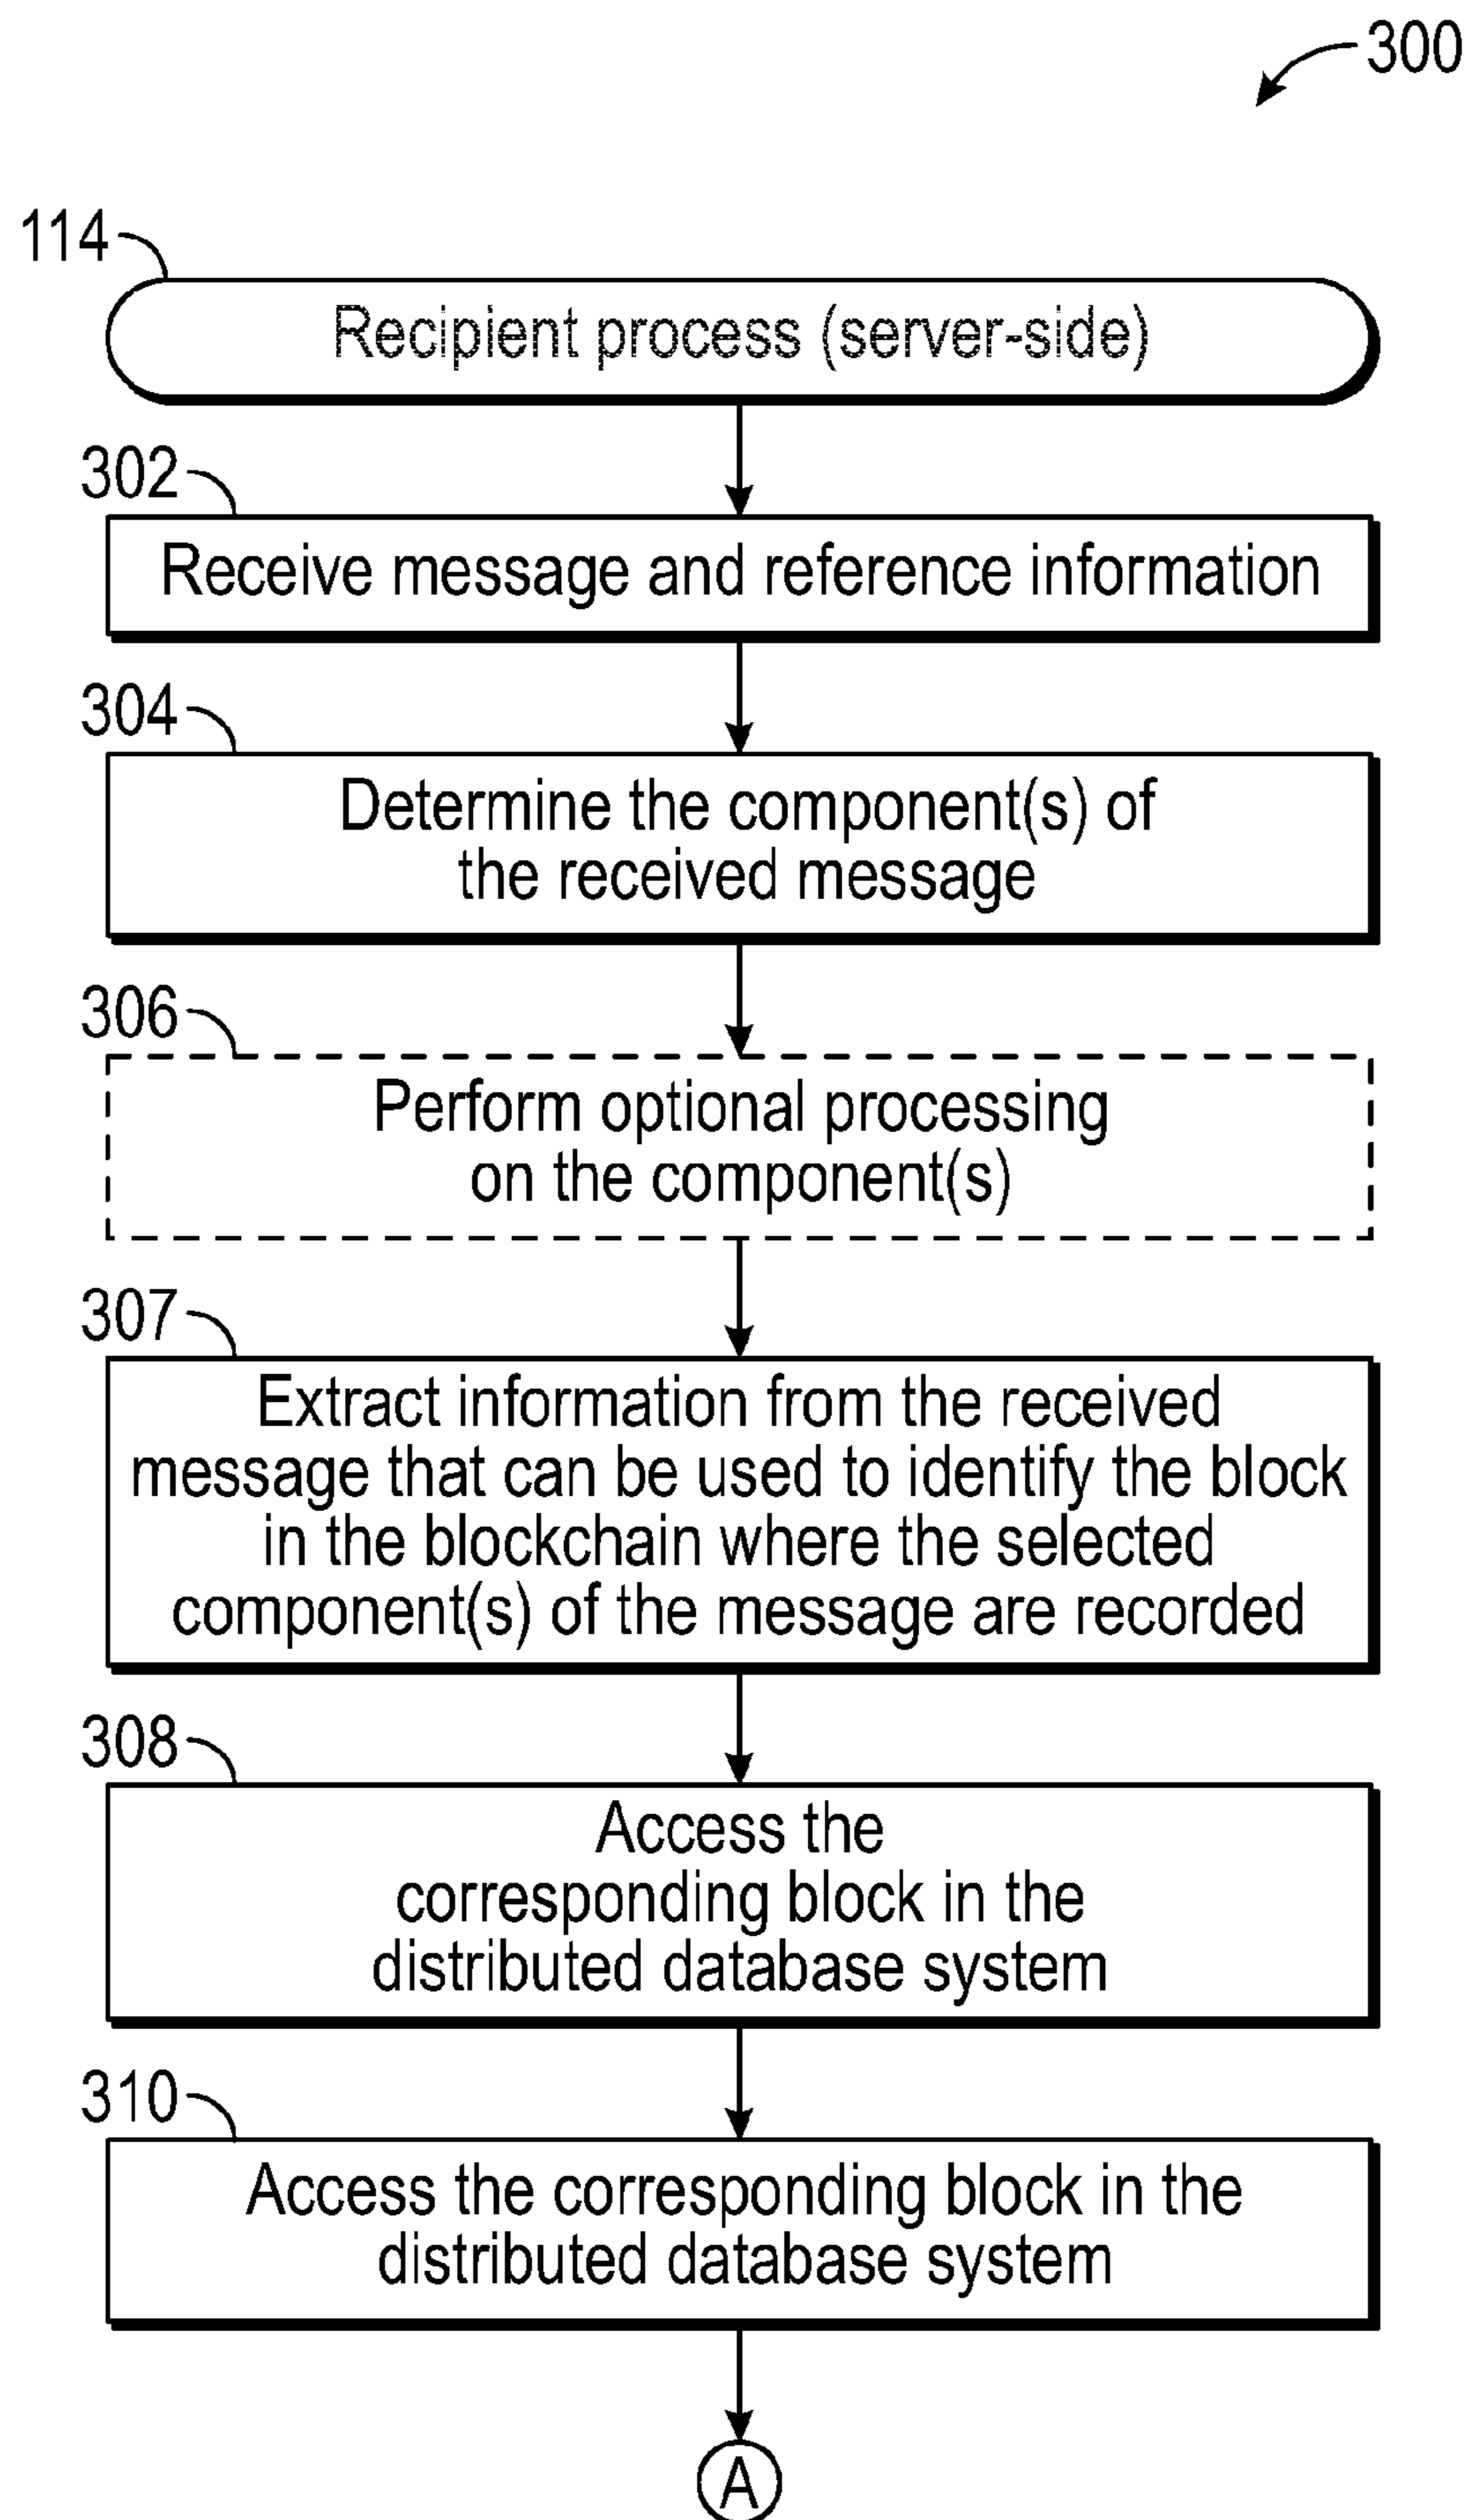 300
114
Recipient process (server-side)
302
Receive message and reference information
304
Determine the component(s) of
the received message
306
Perform optional processing
on the component(s)
307
Extract information from the received
message that can be used to identify the block
in the blockchain where the selected
component(s) of the message are recorded
308
Access the
corresponding block in the
distributed database system
310
Access the corresponding block in the
distributed database system
A